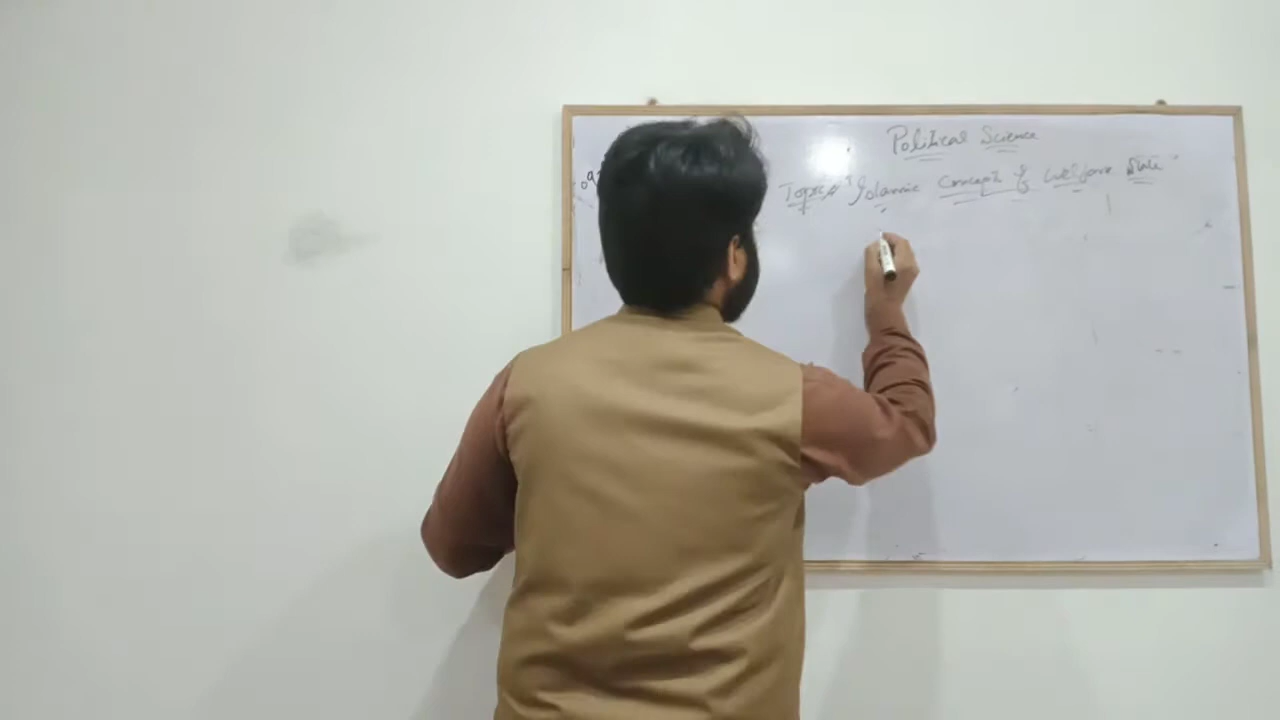 Political Science
Topic "Islamic Concept of Welfare State"